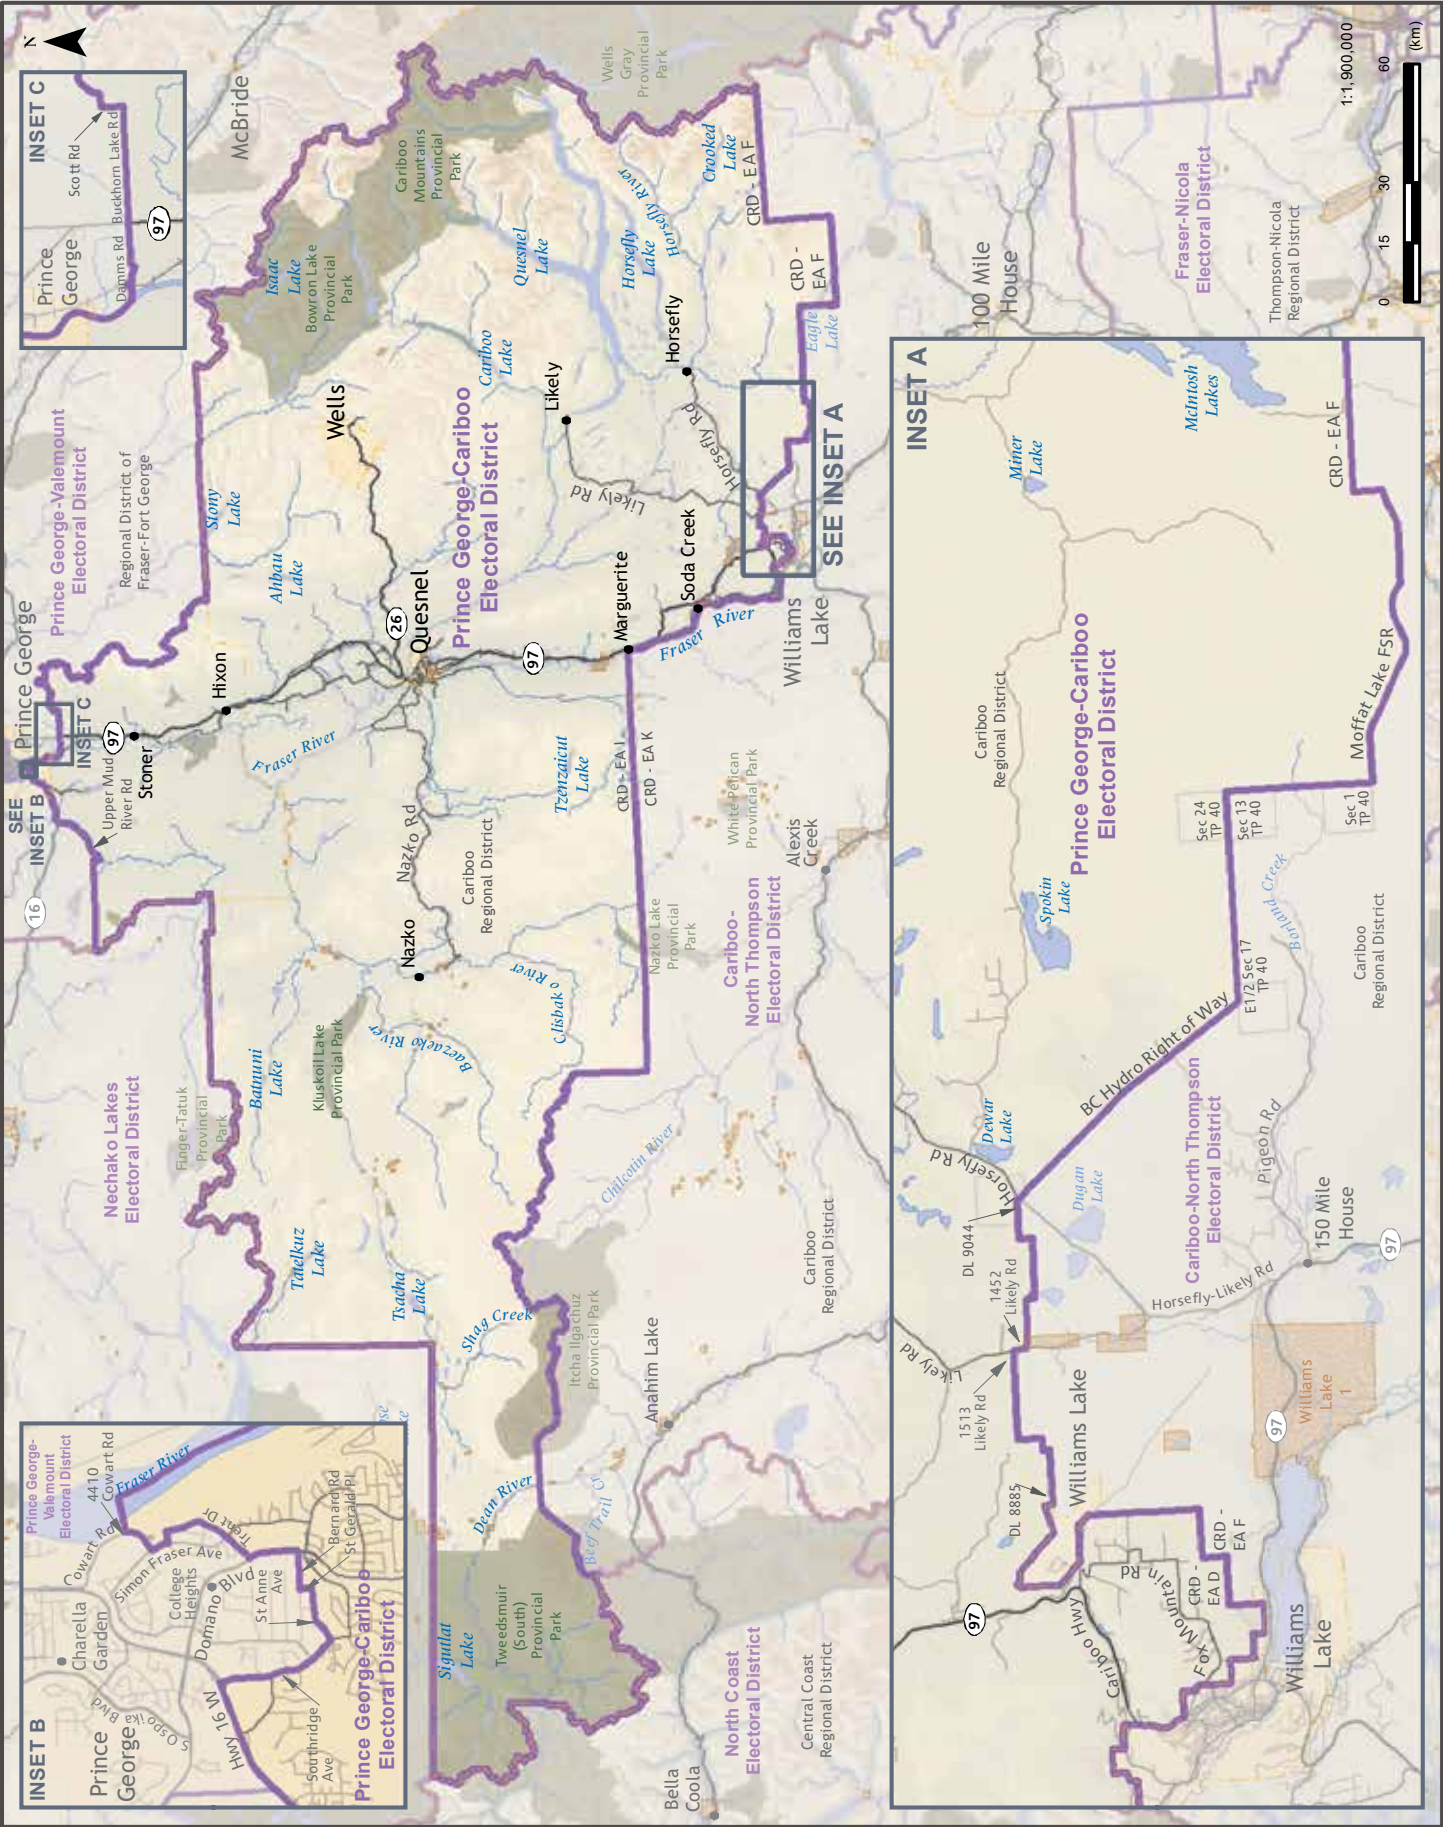 INSET B
Prince George-
Valemount
Electoral District
4410
Cowart Rd
Fraser River
Cowart Rd
Simon Fraser Ave
Trent Dr
Charella
Garden
College
Heights
Domano Blvd
St Anne
Ave
Bernard Rd
St Gerald Pl
S Ospika Blvd
Prince
George
Hwy 16 W
Southridge
Ave
Prince George-Cariboo
Electoral District
INSET C
Scott Rd
Prince
George
Damms Rd
Buckhorn Lake Rd
97
N
McBride
SEE
INSET B
Prince George
INSET C
16
97
Upper Mud
River Rd
Stoner
Hixon
Prince George-Valemount
Electoral District
Regional District of
Fraser-Fort George
Nechako Lakes
Electoral District
Finger-Tatuk
Provincial
Park
Batnuni
Lake
Kluskoil Lake
Provincial Park
Tatelkuz
Lake
Tsacha
Lake
Shag Creek
Fraser River
Ahbau
Lake
Stony
Lake
Wells
26
Quesnel
Isaac
Lake
Bowron Lake
Provincial
Park
Cariboo
Mountains
Provincial
Park
Wells
Gray
Provincial
Park
Prince George-Cariboo
Electoral District
Cariboo
Lake
Quesnel
Lake
Horsefly
Lake
Horsefly River
Crooked
Lake
CRD - EA F
CRD -
EA F
Eagle
Lake
Likely
Horsefly
Likely Rd
Horsefly Rd
97
Marguerite
Soda Creek
Fraser River
Williams
Lake
SEE INSET A
Nazko Rd
Nazko
Cariboo
Regional District
Baezaeko River
Clisbako River
Tzenzaicut
Lake
CRD - EA I
CRD - EA K
Nazko Lake
Provincial
Park
White Pelican
Provincial Park
Alexis
Creek
Cariboo-
North Thompson
Electoral District
Chilcotin River
Cariboo
Regional District
Itcha Ilgachuz
Provincial Park
Anahim Lake
Dean River
Beef Trail Cr
Sigutlat
Lake
Tweedsmuir
(South)
Provincial
Park
North Coast
Electoral District
Central Coast
Regional District
Bella
Coola
100 Mile
House
Fraser-Nicola
Electoral District
Thompson-Nicola
Regional District
1:1,900,000
0
15
30
60
(km)
INSET A
Miner
Lake
McIntosh
Lakes
CRD - EA F
Cariboo
Regional District
Prince George-Cariboo
Electoral District
Moffat Lake FSR
Sec 24
TP 40
Sec 13
TP 40
Sec 1
TP 40
Spokin
Lake
Borland Creek
E1/2 Sec 17
TP 40
Cariboo
Regional District
BC Hydro Right of Way
Dewar
Lake
Horsefly Rd
DL 9044
Dugan
Lake
Cariboo-North Thompson
Electoral District
Pigeon Rd
150 Mile
House
97
Horsefly-Likely Rd
1452
Likely Rd
Likely Rd
1513
Likely Rd
Williams Lake
DL 8885
Williams
Lake
1
97
CRD -
EA F
CRD -
EA D
Fox Mountain Rd
Cariboo Hwy
97
Williams
Lake